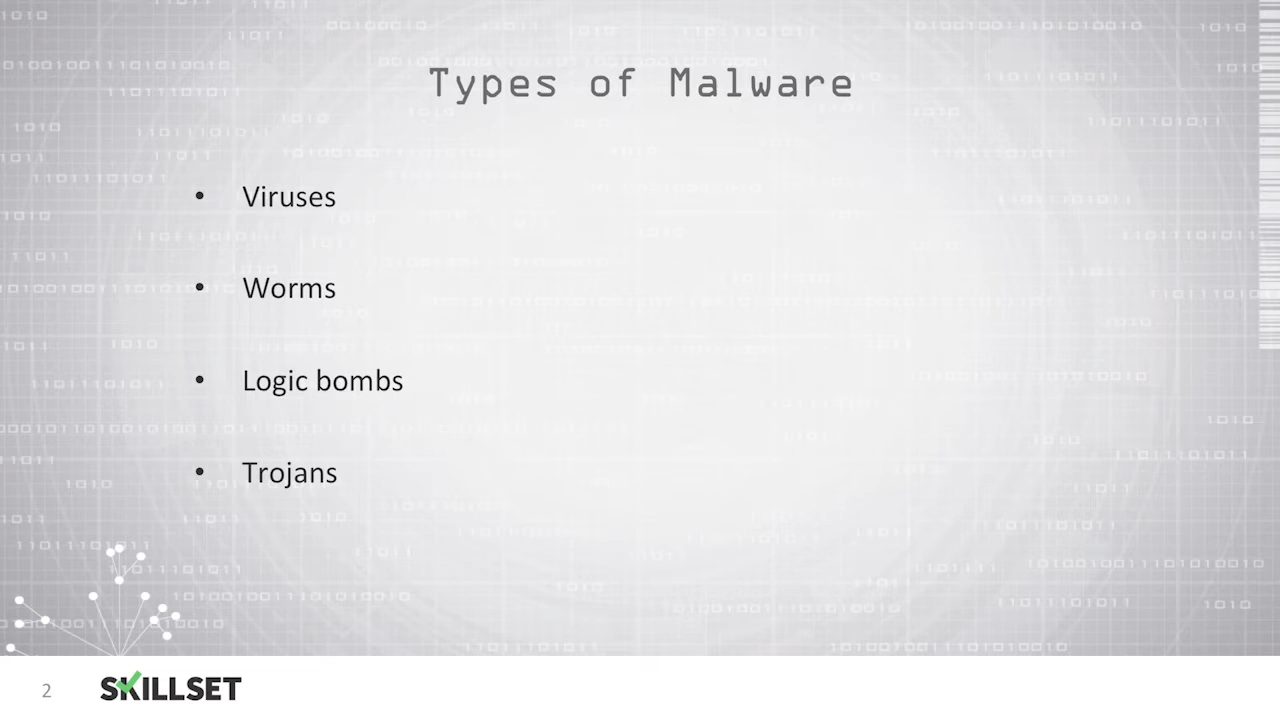 Types of Malware
• Viruses
• Worms
• Logic bombs
• Trojans
2
SKILLSET